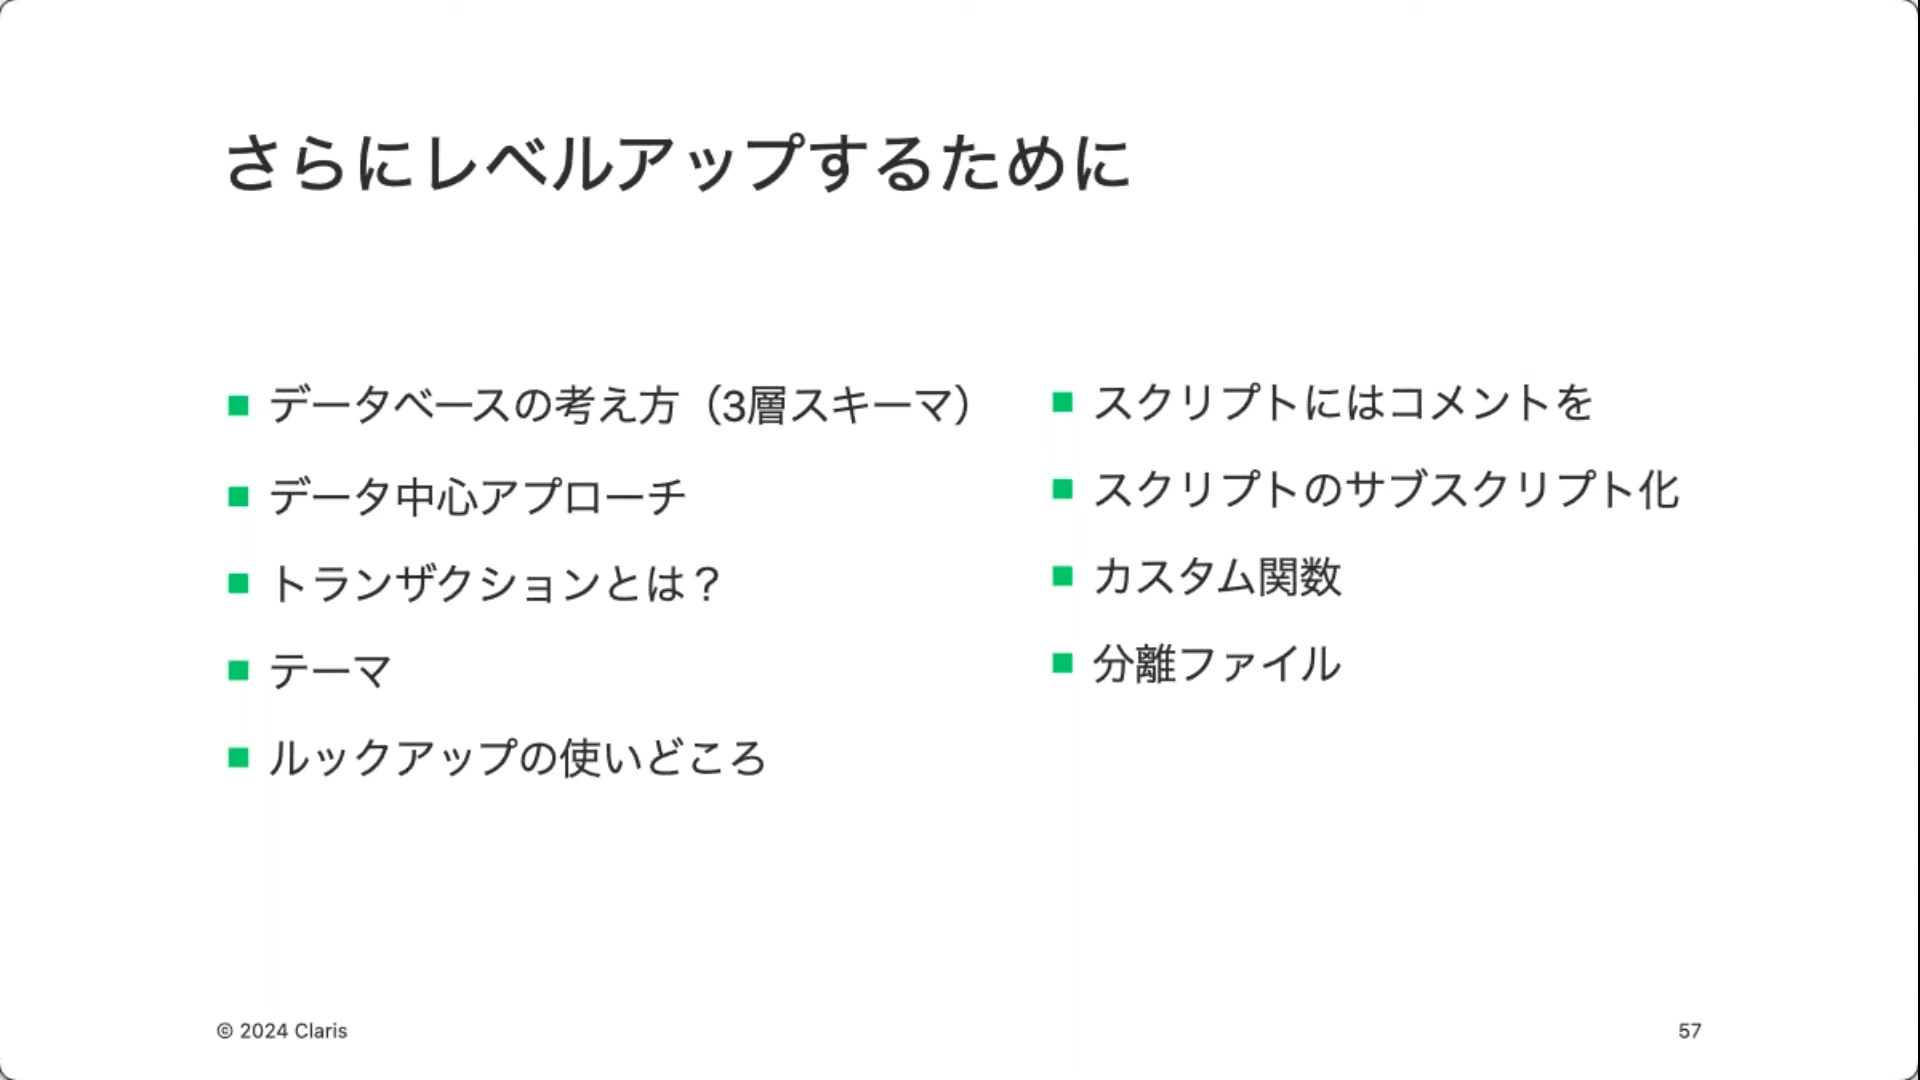 さらにレベルアップするために
データベースの考え方（3層スキーマ）
データ中心アプローチ
トランザクションとは？
テーマ
ルックアップの使いどころ
スクリプトにはコメントを
スクリプトのサブスクリプト化
カスタム関数
分離ファイル
© 2024 Claris
57